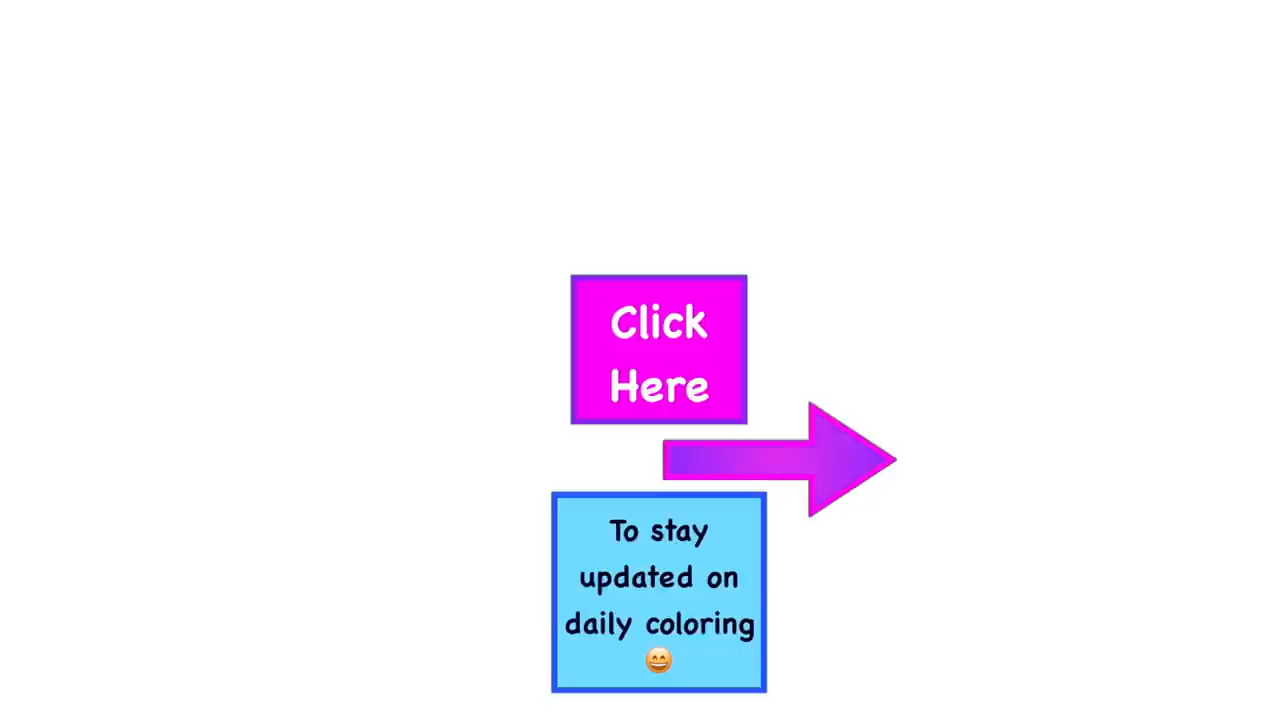 Click
Here
To stay
updated on
daily coloring
😄